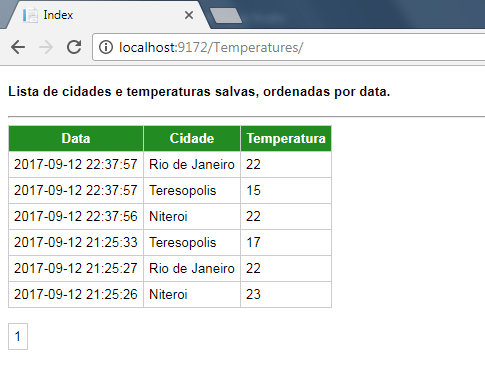 Index
localhost:9172/Temperatures/
Lista de cidades e temperaturas salvas, ordenadas por data.
Data Cidade Temperatura
2017-09-12 22:37:57 Rio de Janeiro 22
2017-09-12 22:37:57 Teresopolis 15
2017-09-12 22:37:56 Niteroi 22
2017-09-12 21:25:33 Teresopolis 17
2017-09-12 21:25:27 Rio de Janeiro 22
2017-09-12 21:25:26 Niteroi 23
1